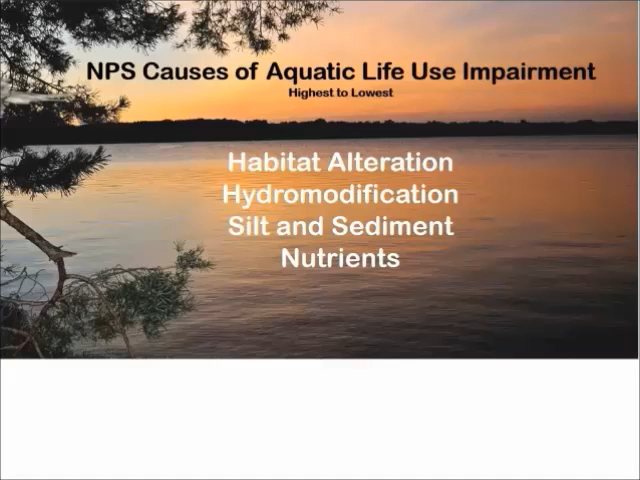 NPS Causes of Aquatic Life Use Impairment
Highest to Lowest
Habitat Alteration
Hydromodification
Silt and Sediment
Nutrients